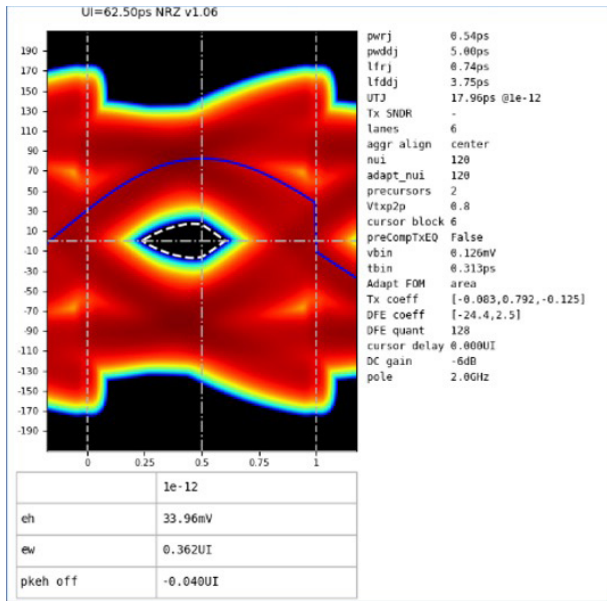 UI=62.50ps NRZ v1.06
190
170
150
130
110
90
70
50
30
10
-10
-30
-50
-70
-90
-110
-130
-150
-170
-190
0
0.25
0.5
0.75
1
pwrj 0.54ps
pwddj 5.00ps
lfrj 0.74ps
lfddj 3.75ps
UTJ 17.96ps @1e-12
Tx SNDR -
lanes 6
aggr align center
nui 120
adapt_nui 120
precursors 2
Vtxp2p 0.8
cursor block 6
preCompTxEQ False
vbin 0.126mV
tbin 0.313ps
Adapt FOM area
Tx coeff [-0.083,0.792,-0.125]
DFE coeff [-24.4,2.5]
DFE quant 128
cursor delay 0.000UI
DC gain -6dB
pole 2.0GHz
1e-12
eh 33.96mV
ew 0.362UI
pkeh off -0.040UI